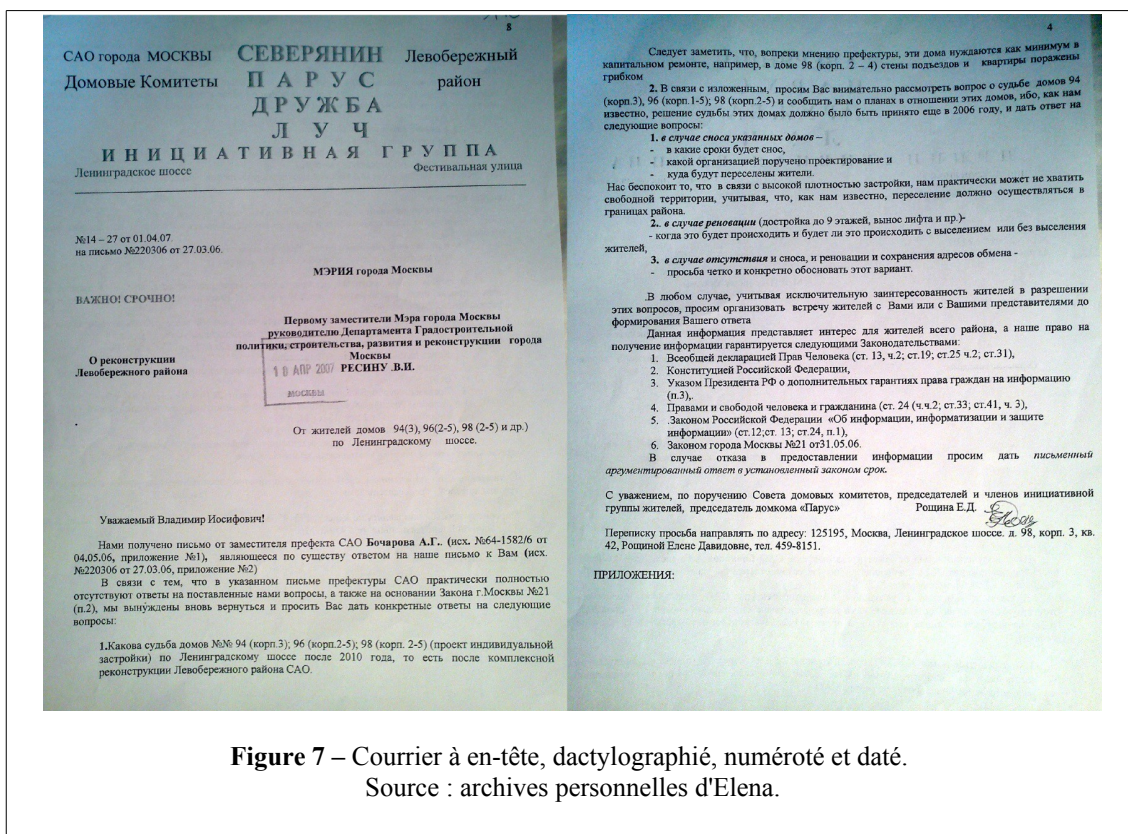 8
САО города МОСКВЫ СЕВЕРЯНИН Левобережный
Домовые Комитеты ПАРУС район
ДРУЖБА
ЛУЧ
ИНИЦИАТИВНАЯ ГРУППА
Ленинградское шоссе Фестивальная улица
№14 – 27 от 01.04.07.
на письмо №220306 от 27.03.06.
МЭРИЯ города Москвы
ВАЖНО! СРОЧНО!
Первому заместители Мэра города Москвы
руководителю Департамента Градостроительной
политики, строительства, развития и реконструкции города
Москвы
РЕСИНУ .В.И.
О реконструкции
Левобережного района
1 0 АПР 2007
МОСКВЫ
От жителей домов 94(3), 96(2-5), 98 (2-5) и др.)
по Ленинградскому шоссе.
Уважаемый Владимир Иосифович!
Нами получено письмо от заместителя префекта САО Бочарова А.Г.. (исх. №64-1582/6 от
04.05.06, приложение №1), являющееся по существу ответом на наше письмо к Вам (исх.
№220306 от 27.03.06, приложение №2)
В связи с тем, что в указанном письме префектуры САО практически полностью
отсутствуют ответы на поставленные нами вопросы, а также на основании Закона г.Москвы №21
(п.2), мы вынуждены вновь вернуться и просить Вас дать конкретные ответы на следующие
вопросы:
1.Какова судьба домов №№ 94 (корп.3); 96 (корп.2-5); 98 (корп. 2-5) (проект индивидуальной
застройки) по Ленинградскому шоссе после 2010 года, то есть после комплексной
реконструкции Левобережного района САО.
4
Следует заметить, что, вопреки мнению префектуры, эти дома нуждаются как минимум в
капитальном ремонте, например, в доме 98 (корп. 2 – 4) стены подъездов и квартиры поражены
грибком
2. В связи с изложенным, просим Вас внимательно рассмотреть вопрос о судьбе домов 94
(корп.3), 96 (корп.1-5); 98 (корп.2-5) и сообщить нам о планах в отношении этих домов, ибо, как нам
известно, решение судьбы этих домах должно было быть принято еще в 2006 году, и дать ответ на
следующие вопросы:
1. в случае сноса указанных домов –
- в какие сроки будет снос,
- какой организацией поручено проектирование и
- куда будут переселены жители.
Нас беспокоит то, что в связи с высокой плотностью застройки, нам практически может не хватить
свободной территории, учитывая, что, как нам известно, переселение должно осуществляться в
границах района.
2.. в случае реновации (достройка до 9 этажей, вынос лифта и пр.)-
- когда это будет происходить и будет ли это происходить с выселением или без выселения
жителей,
3. в случае отсутствия и сноса, и реновации и сохранения адресов обмена -
- просьба четко и конкретно обосновать этот вариант.
.В любом случае, учитывая исключительную заинтересованность жителей в разрешении
этих вопросов, просим организовать встречу жителей с Вами или с Вашими представителями до
формирования Вашего ответа
Данная информация представляет интерес для жителей всего района, а наше право на
получение информации гарантируется следующими Законодательствами:
1. Всеобщей декларацией Прав Человека (ст. 13, ч.2; ст.19; ст.25 ч.2; ст.31),
2. Конституцией Российской Федерации,
3. Указом Президента РФ о дополнительных гарантиях права граждан на информацию
(п.3),.
4. Правами и свободой человека и гражданина (ст. 24 (ч.ч.2; ст.33; ст.41, ч. 3),
5. .Законом Российской Федерации «Об информации, информатизации и защите
информации» (ст.12;ст. 13; ст.24, п.1),
6. Законом города Москвы №21 от31.05.06.
В случае отказа в предоставлении информации просим дать письменный
аргументированный ответ в установленный законом срок.
С уважением, по поручению Совета домовых комитетов, председателей и членов инициативной
группы жителей, председатель домкома «Парус» Рощина Е.Д.
Переписку просьба направлять по адресу: 125195, Москва, Ленинградское шоссе. д. 98, корп. 3, кв.
42, Рощиной Елене Давидовне, тел. 459-8151.
ПРИЛОЖЕНИЯ:
Figure 7 – Courrier à en-tête, dactylographié, numéroté et daté.
Source : archives personnelles d'Elena.